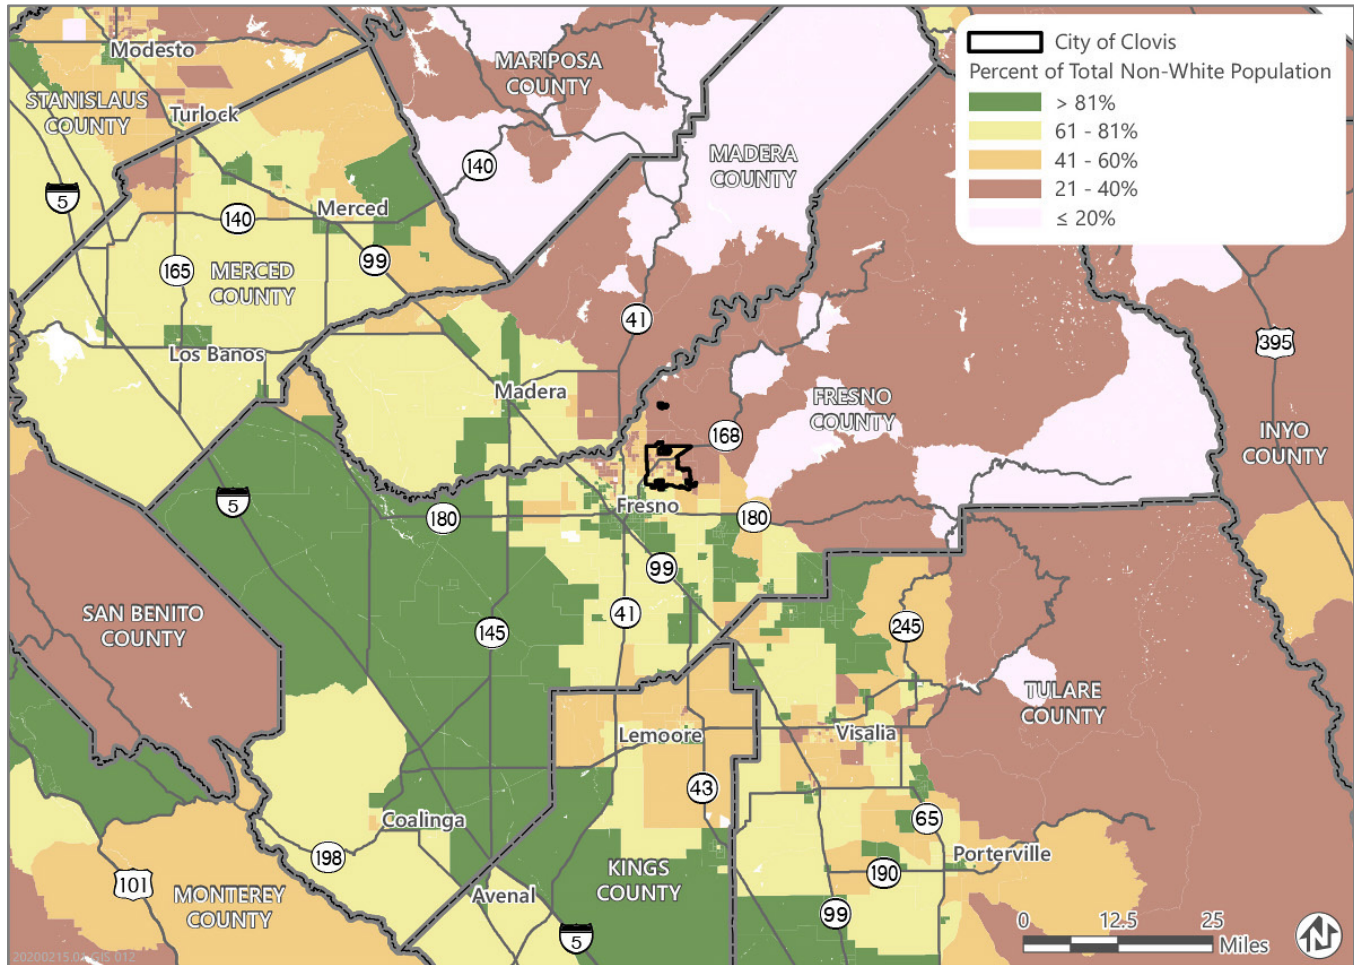 City of Clovis
Percent of Total Non-White Population
> 81%
61 - 81%
41 - 60%
21 - 40%
≤ 20%
Modesto
MARIPOSA
COUNTY
STANISLAUS
COUNTY
Turlock
MADERA
COUNTY
140
5
Merced
140
99
165
MERCED
COUNTY
41
395
Los Banos
Madera
FRESNO
COUNTY
168
INYO
COUNTY
5
180
Fresno
180
99
SAN BENITO
COUNTY
145
41
245
TULARE
COUNTY
Lemoore
Visalia
43
Coalinga
65
198
Porterville
101
MONTEREY
COUNTY
Avenal
KINGS
COUNTY
190
99
5
0 12.5 25
Miles
N
20200215.01 GIS 012